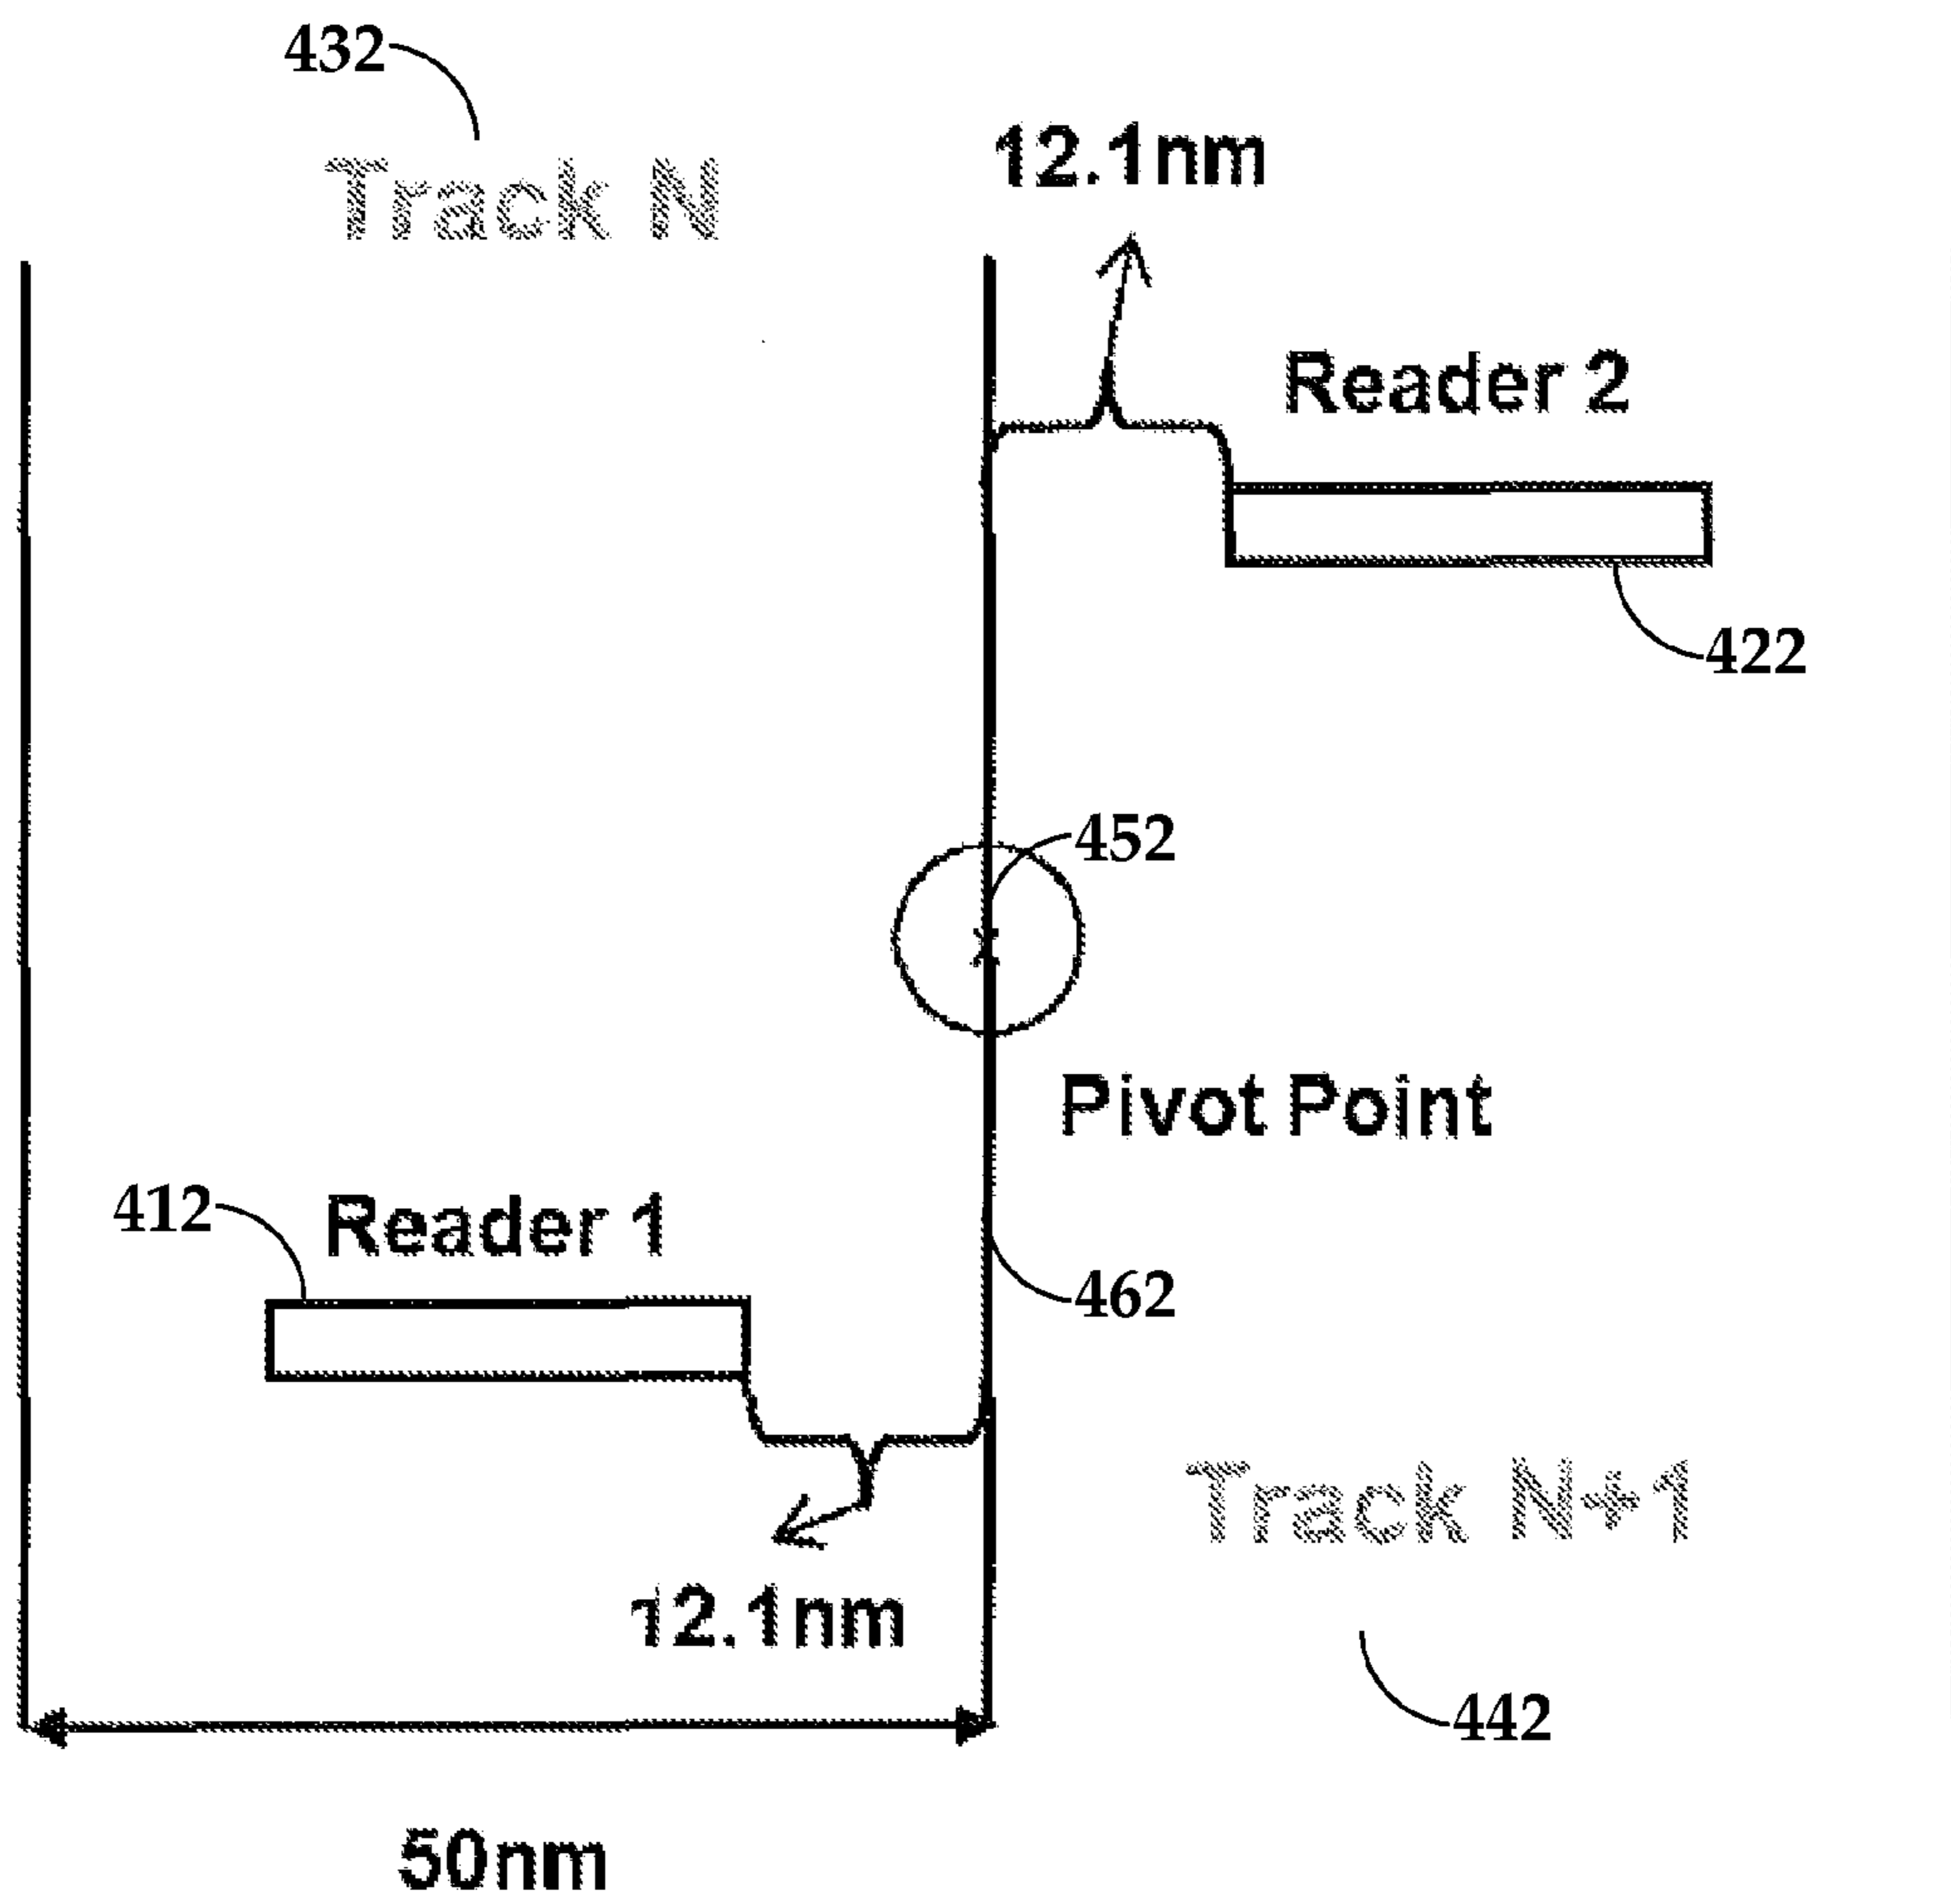 432
Track N
12.1nm
Reader 2
422
452
Pivot Point
412
Reader 1
462
Track N+1
12.1nm
442
50nm